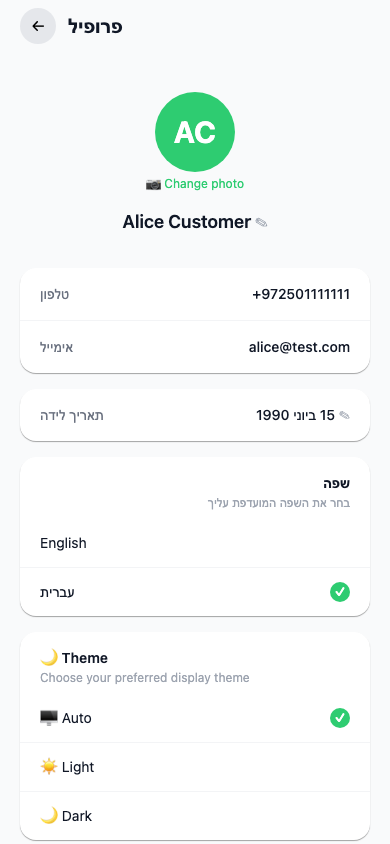 פרופיל
AC
Change photo
Alice Customer
טלפון
+972501111111
אימייל
alice@test.com
תאריך לידה
15 ביוני 1990
שפה
בחר את השפה המועדפת עליך
English
עברית
Theme
Choose your preferred display theme
Auto
Light
Dark